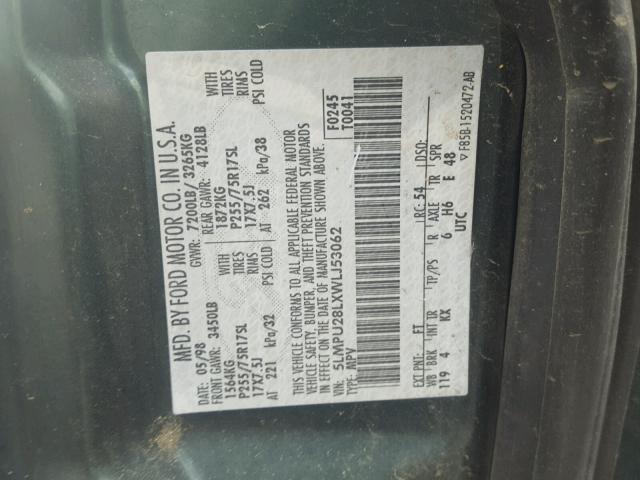 MFD. BY FORD MOTOR CO. IN U.S.A.
DATE: 05/98 GVWR: 7200LB/ 3265KG
FRONT GAWR: 3450LB REAR GAWR: 4128LB
1564KG WITH 1872KG WITH
P255/75R17SL TIRES P255/75R17SL TIRES
17X7.5J RIMS 17X7.5J RIMS
AT 221 kPa/32 PSI COLD AT 262 kPa/38 PSI COLD
THIS VEHICLE CONFORMS TO ALL APPLICABLE FEDERAL MOTOR
VEHICLE SAFETY, BUMPER, AND THEFT PREVENTION STANDARDS
IN EFFECT ON THE DATE OF MANUFACTURE SHOWN ABOVE.
VIN: 5LMPU28LXWLJ53062 F0245
TYPE: MPV T0041
EXT PNT: FT RC: 54 DSO:
WB BRK INT TR TP/PS R AXLE TR SPR
119 4 KX 6 H6 E 48
UTC
▽ F85B-1520472-AB